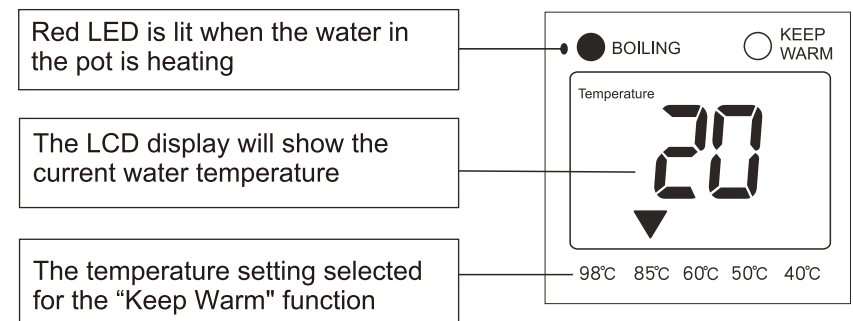 Red LED is lit when the water in
the pot is heating
BOILING
KEEP
WARM
Temperature
20
The LCD display will show the
current water temperature
The temperature setting selected
for the “Keep Warm" function
98℃ 85℃ 60℃ 50℃ 40℃